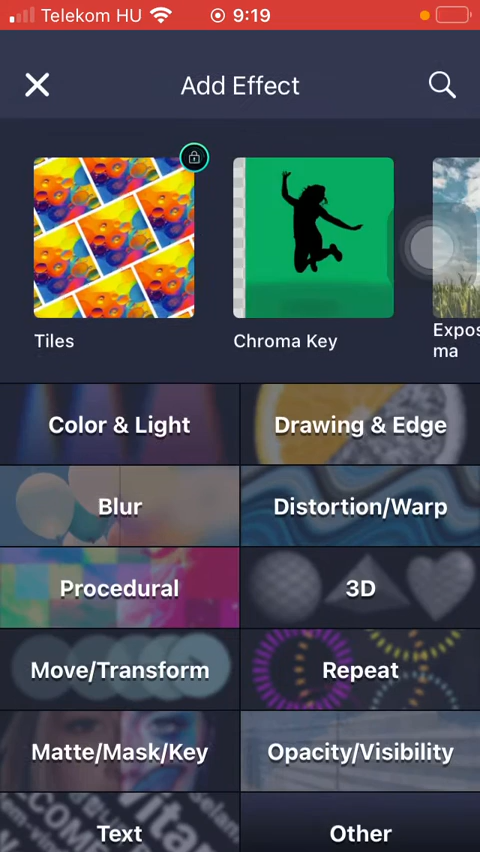 Telekom HU 9:19
Add Effect
Tiles
Chroma Key
Expos
ma
Color & Light
Drawing & Edge
Blur
Distortion/Warp
Procedural
3D
Move/Transform
Repeat
Matte/Mask/Key
Opacity/Visibility
Text
Other